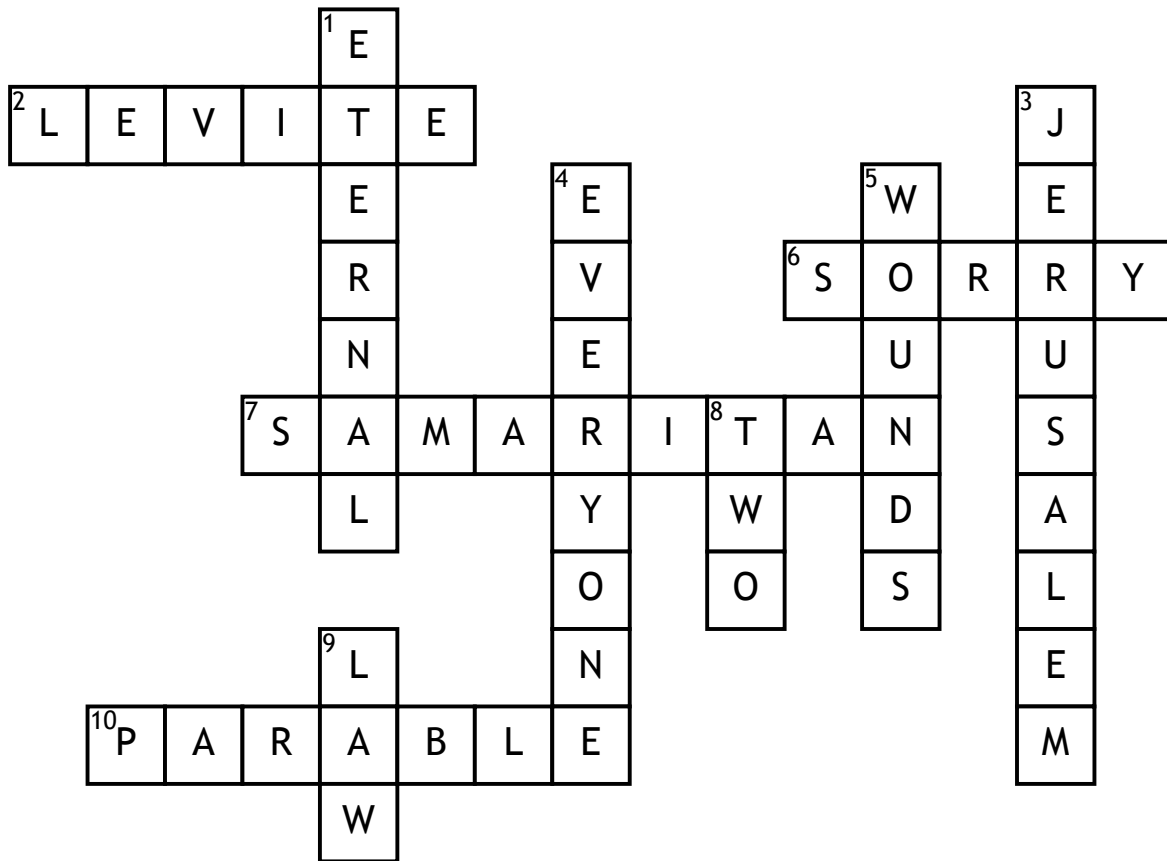 1 E
2 L E V I T E 3 J
E 4 E 5 W E
R V 6 S O R R Y
N E U U
7 S A M A R I 8 T A N S
L Y W D A
O O S L
9 L N E
10 P A R A B L E M
W